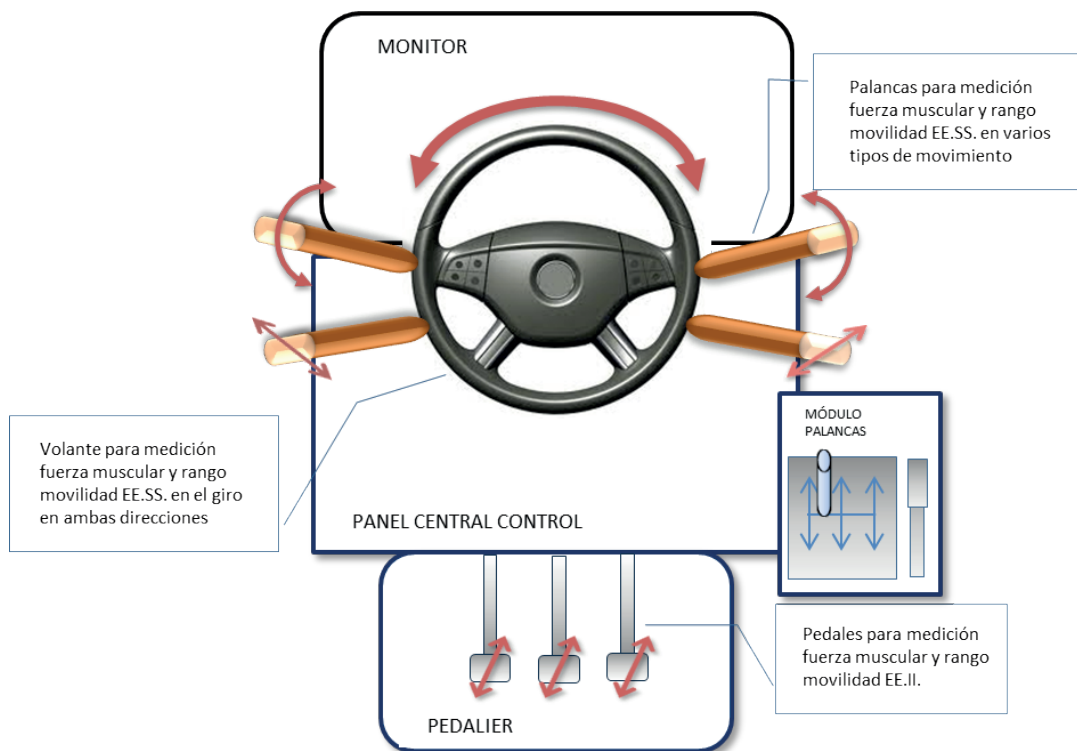 MONITOR
Palancas para medición
fuerza muscular y rango
movilidad EE.SS. en varios
tipos de movimiento
Volante para medición
fuerza muscular y rango
movilidad EE.SS. en el giro
en ambas direcciones
MÓDULO
PALANCAS
PANEL CENTRAL CONTROL
Pedales para medición
fuerza muscular y rango
movilidad EE.II.
PEDALIER